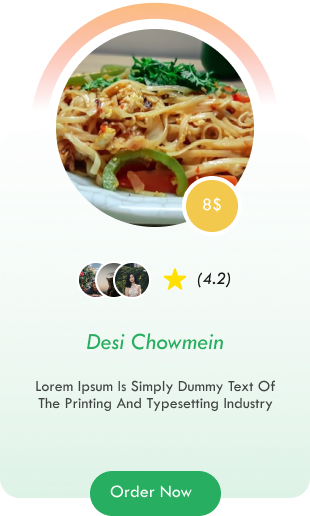 8$
(4.2)
Desi Chowmein
Lorem Ipsum Is Simply Dummy Text Of
The Printing And Typesetting Industry
Order Now